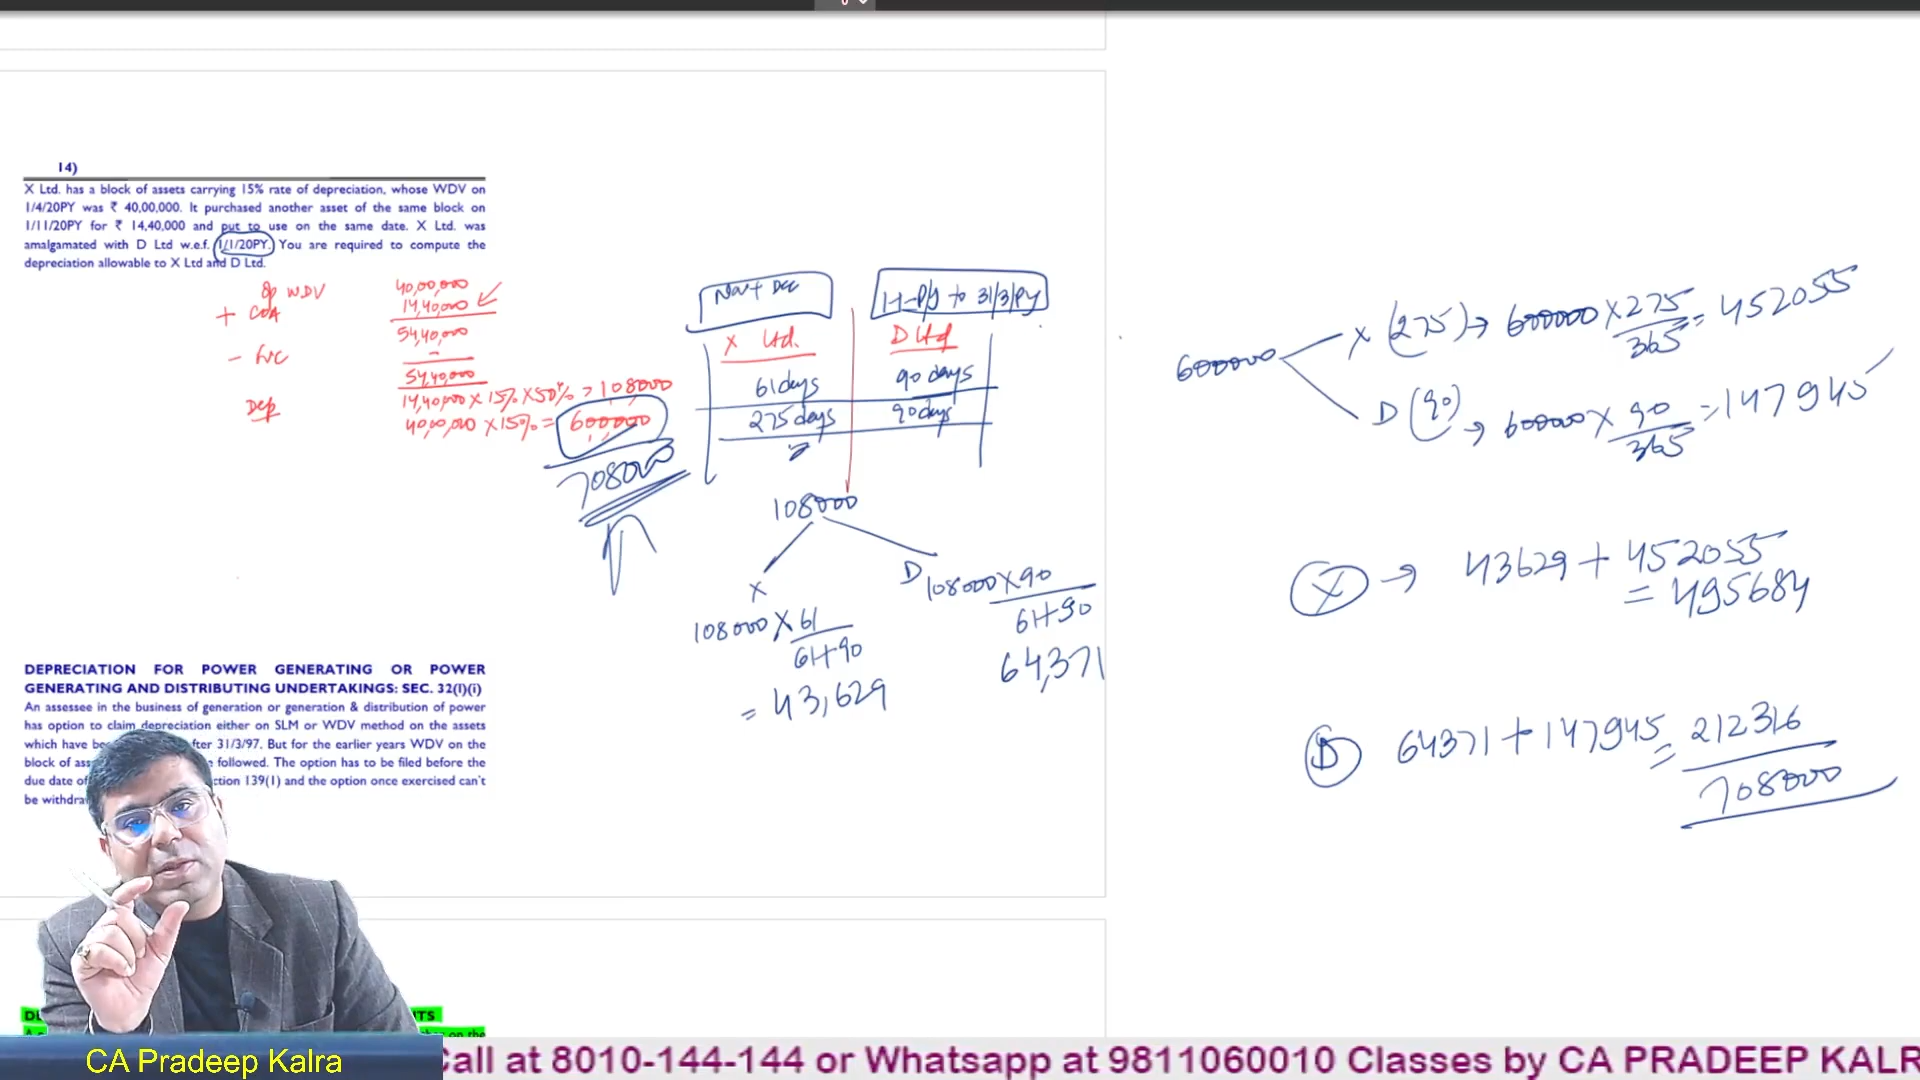 14)
X Ltd. has a block of assets carrying 15% rate of depreciation, whose WDV on
1/4/20PY was ₹ 40,00,000. It purchased another asset of the same block on
1/11/20PY for ₹ 14,40,000 and put to use on the same date. X Ltd. was
amalgamated with D Ltd w.e.f. 1/1/20PY. You are required to compute the
depreciation allowable to X Ltd and D Ltd.
Op WDV 40,00,000
+ COA 14,40,000
54,40,000
- SVC -
54,40,000
Dep 14,40,000 X 15% X 50% = 108000
40,00,000 X 15% = 600000
708000
Nov + Dec
1-1-PY to 31/3/PY
X Ltd. D Ltd
61 days 90 days
275 days 90 days
108000
X D
108000 X 61
61+90
= 43,629
108000 X 90
61+90
64,371
600000
X (275) → 600000 X 275 = 452055
365
D (90) → 600000 X 90 = 147945
365
X → 43629 + 452055
= 495684
D 64371 + 147945 = 212316
708000
DEPRECIATION FOR POWER GENERATING OR POWER
GENERATING AND DISTRIBUTING UNDERTAKINGS: SEC. 32(I)(i)
An assessee in the business of generation or generation & distribution of power
has option to claim depreciation either on SLM or WDV method on the assets
which have be fter 31/3/97. But for the earlier years WDV on the
block of ass followed. The option has to be filed before the
due date of ction 139(1) and the option once exercised can't
be withdra
CA Pradeep Kalra
Call at 8010-144-144 or Whatsapp at 9811060010 Classes by CA PRADEEP KALR